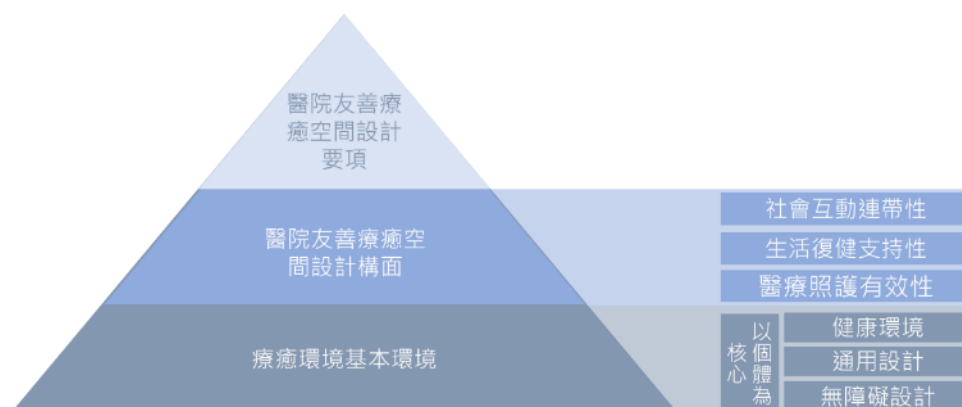 醫院友善療
癒空間設計
要項
醫院友善療癒空
間設計構面
社會互動連帶性
生活復健支持性
醫療照護有效性
療癒環境基本環境
以個體為
核心
健康環境
通用設計
無障礙設計